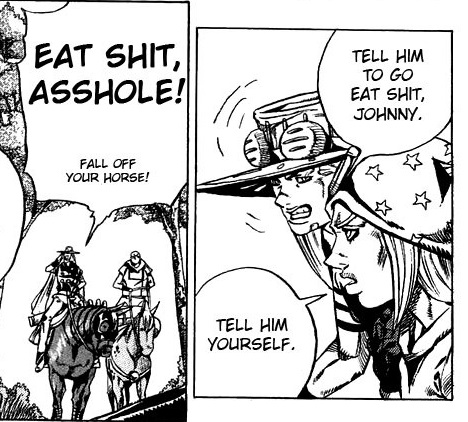 TELL HIM
TO GO
EAT SHIT,
JOHNNY.
TELL HIM
YOURSELF.
EAT SHIT,
ASSHOLE!
FALL OFF
YOUR HORSE!